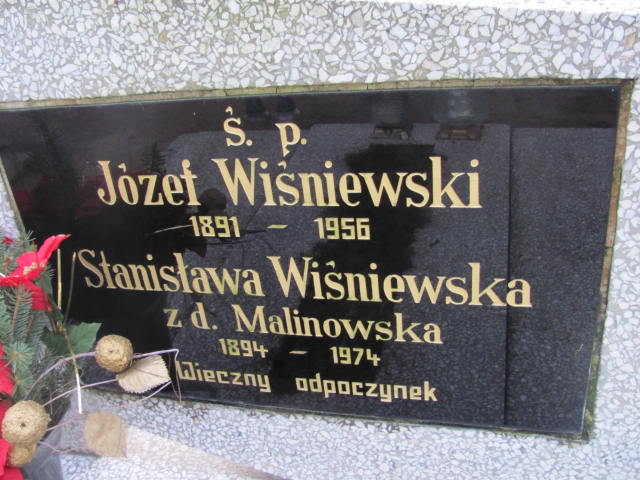 ś. p.
Józef Wiśniewski
1891 - 1956
Stanisława Wiśniewska
z d. Malinowska
1894 - 1974
Wieczny odpoczynek